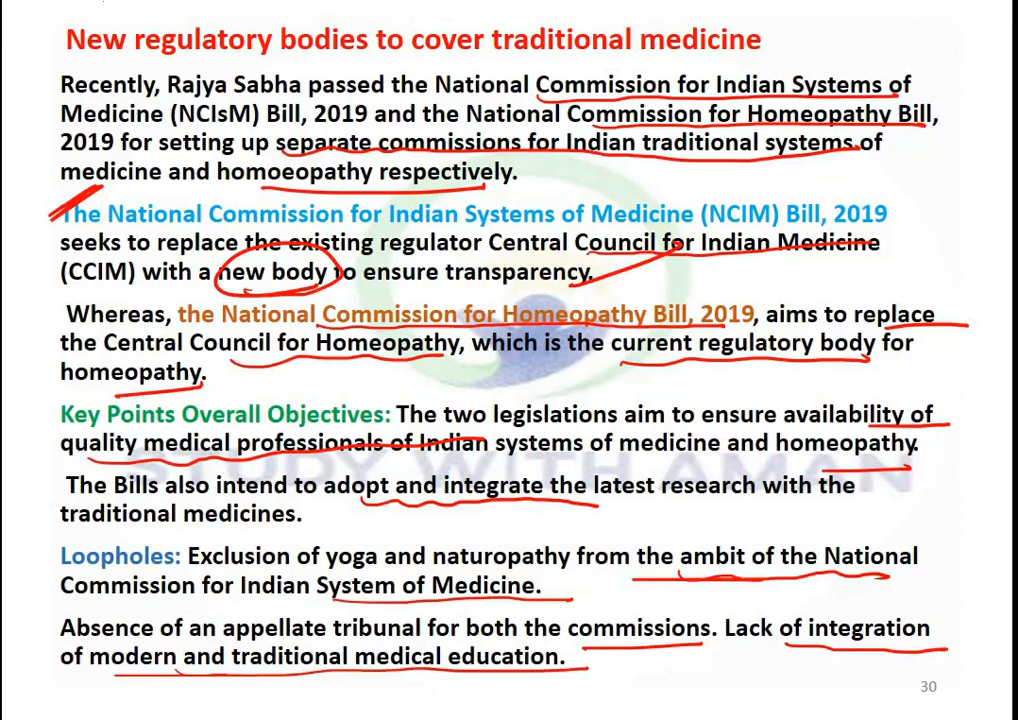 New regulatory bodies to cover traditional medicine
Recently, Rajya Sabha passed the National Commission for Indian Systems of
Medicine (NCIsM) Bill, 2019 and the National Commission for Homeopathy Bill,
2019 for setting up separate commissions for Indian traditional systems of
medicine and homoeopathy respectively.
The National Commission for Indian Systems of Medicine (NCIM) Bill, 2019
seeks to replace the existing regulator Central Council for Indian Medicine
(CCIM) with a new body to ensure transparency.
Whereas, the National Commission for Homeopathy Bill, 2019, aims to replace
the Central Council for Homeopathy, which is the current regulatory body for
homeopathy.
Key Points Overall Objectives: The two legislations aim to ensure availability of
quality medical professionals of Indian systems of medicine and homeopathy.
STUDY WITH AMAN
The Bills also intend to adopt and integrate the latest research with the
traditional medicines.
Loopholes: Exclusion of yoga and naturopathy from the ambit of the National
Commission for Indian System of Medicine.
Absence of an appellate tribunal for both the commissions. Lack of integration
of modern and traditional medical education.
30